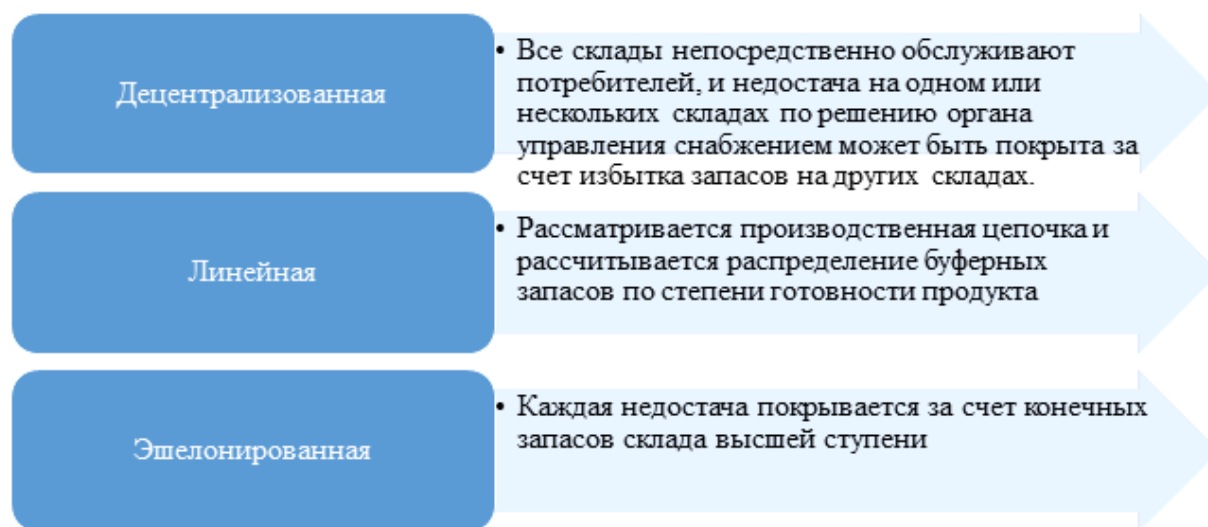 Децентрализованная
• Все склады непосредственно обслуживают
потребителей, и недостача на одном или
нескольких складах по решению органа
управления снабжением может быть покрыта за
счет избытка запасов на других складах.
Линейная
• Рассматривается производственная цепочка и
рассчитывается распределение буферных
запасов по степени готовности продукта
Эшелонированная
• Каждая недостача покрывается за счет конечных
запасов склада высшей ступени